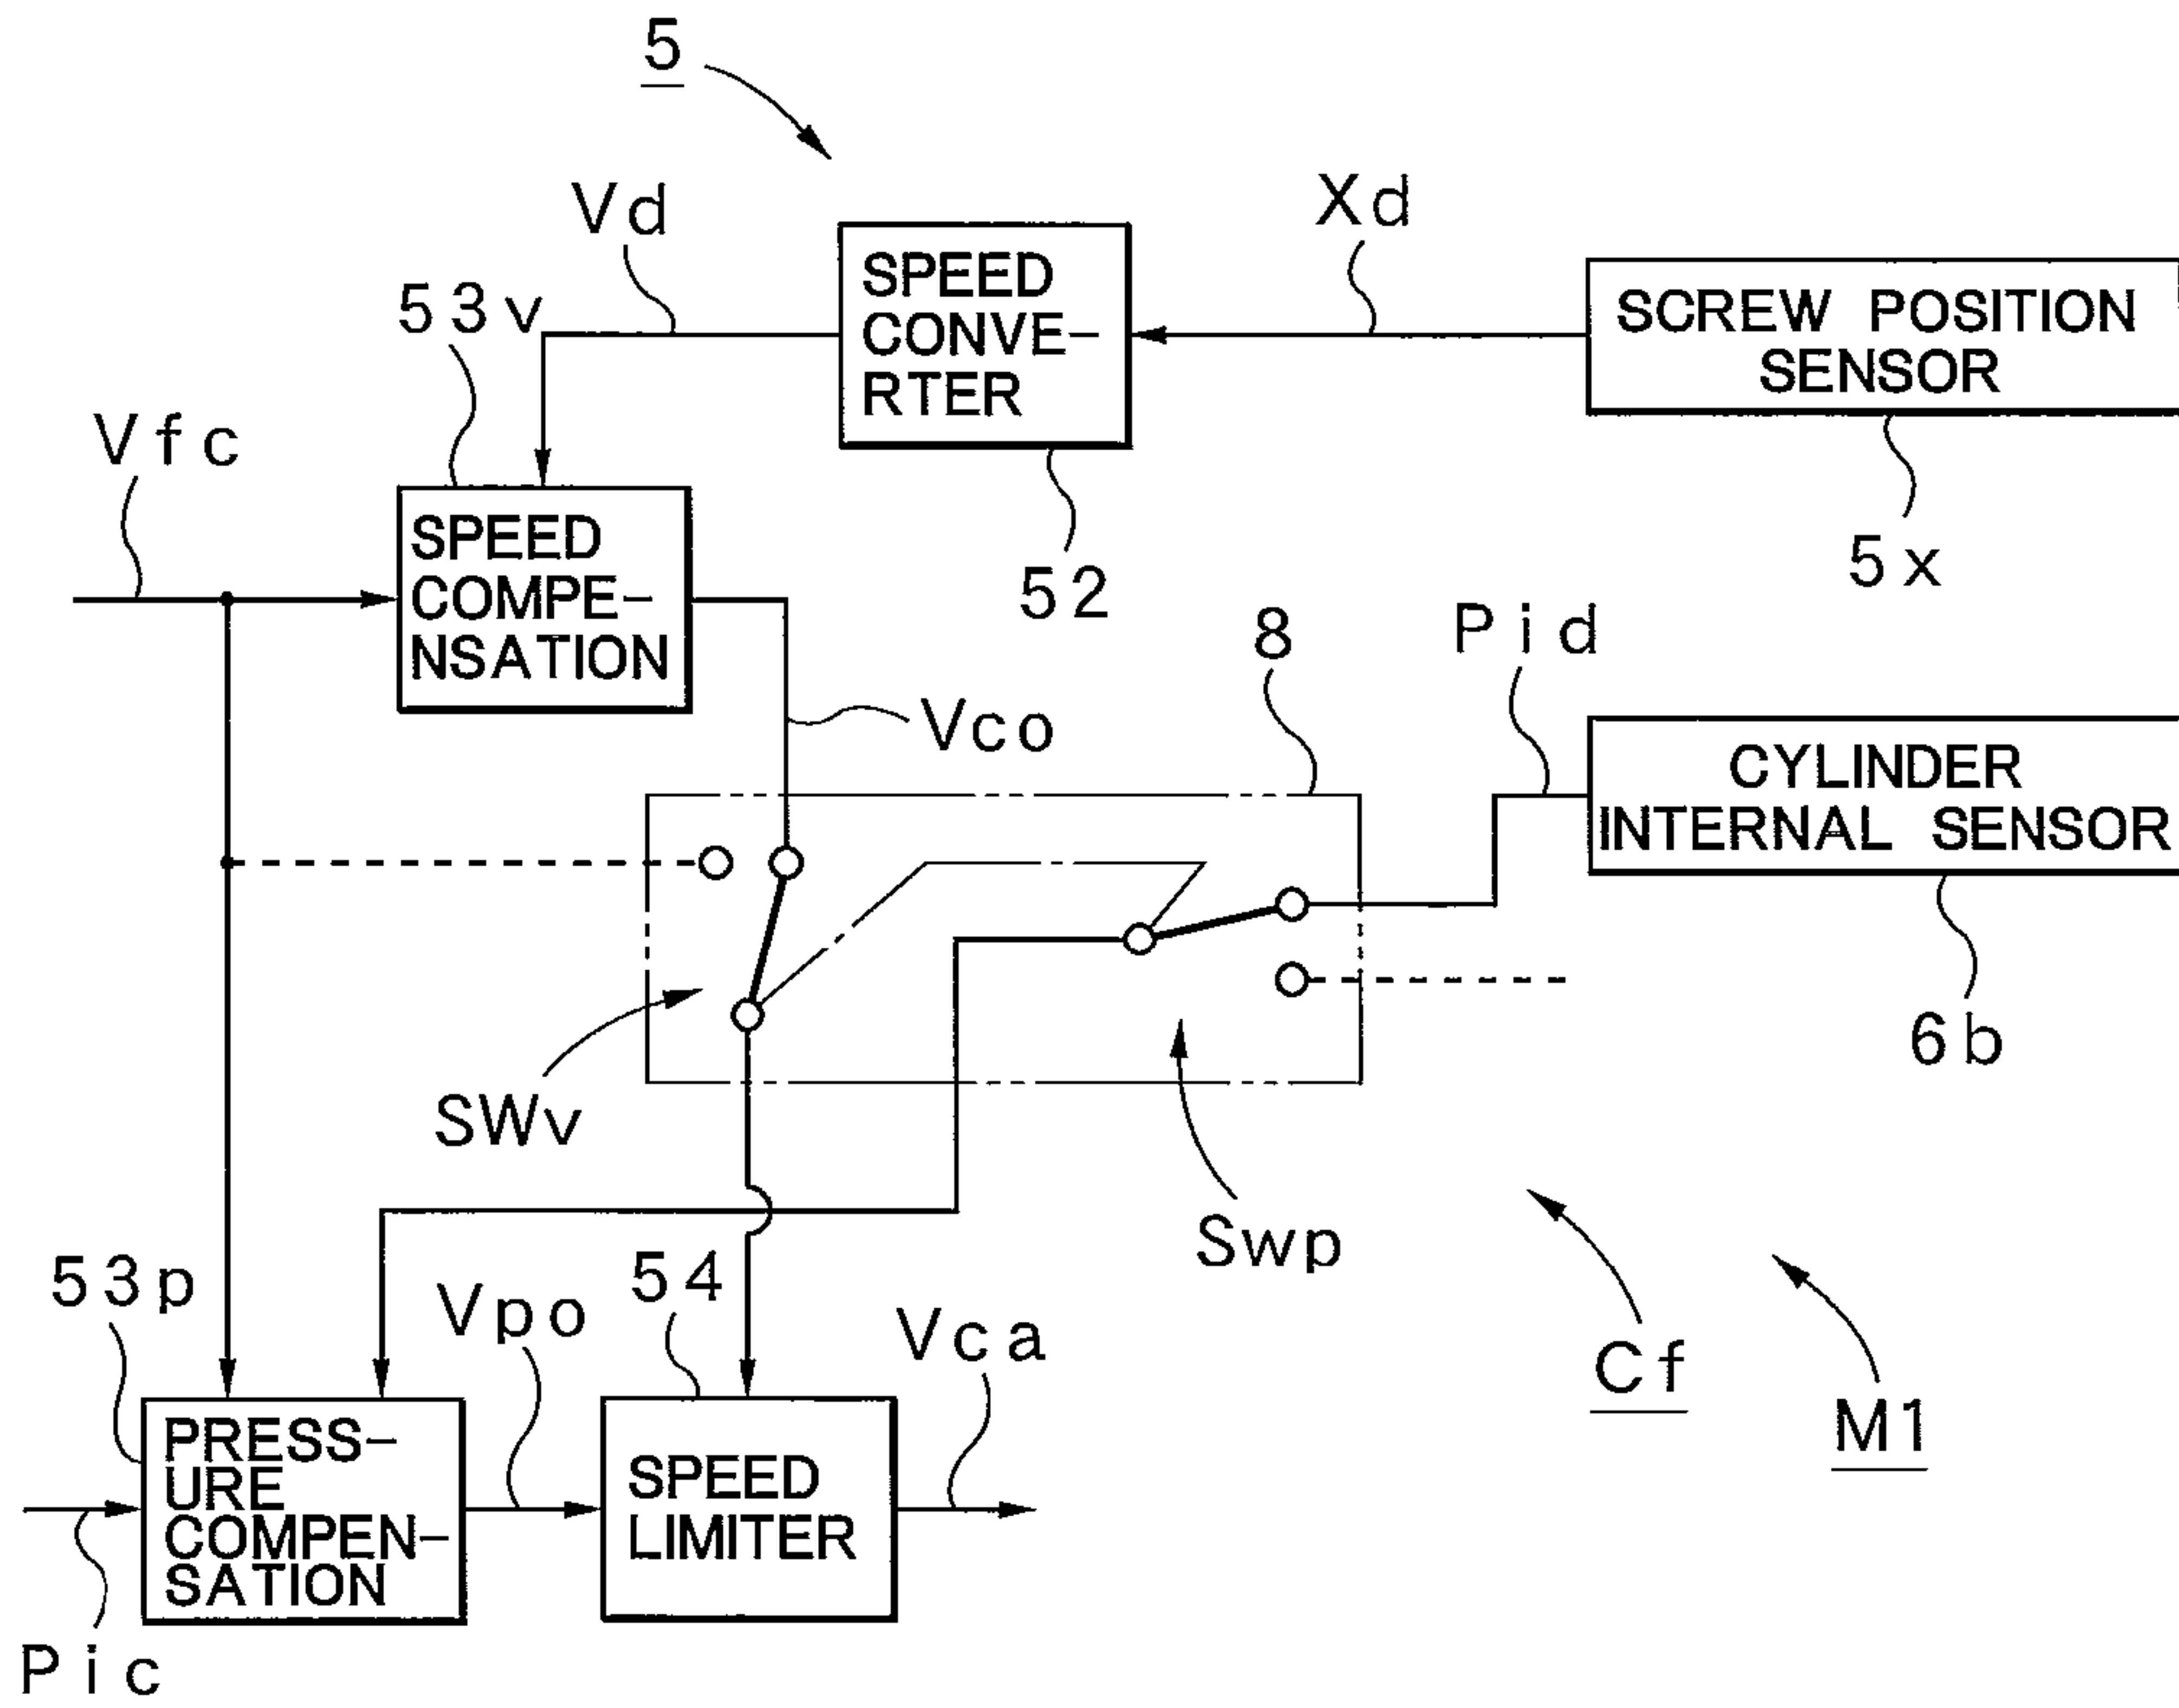 5
Vd
Xd
SPEED
CONVE-
RTER
SCREW POSITION
SENSOR
53v
Vfc
SPEED
COMPE-
NSATION
52
5x
8
Pid
Vco
CYLINDER
INTERNAL SENSOR
6b
SWv
Swp
53p
Vpo
54
Vca
Cf
M1
PRESS-
URE
COMPEN-
SATION
SPEED
LIMITER
Pic